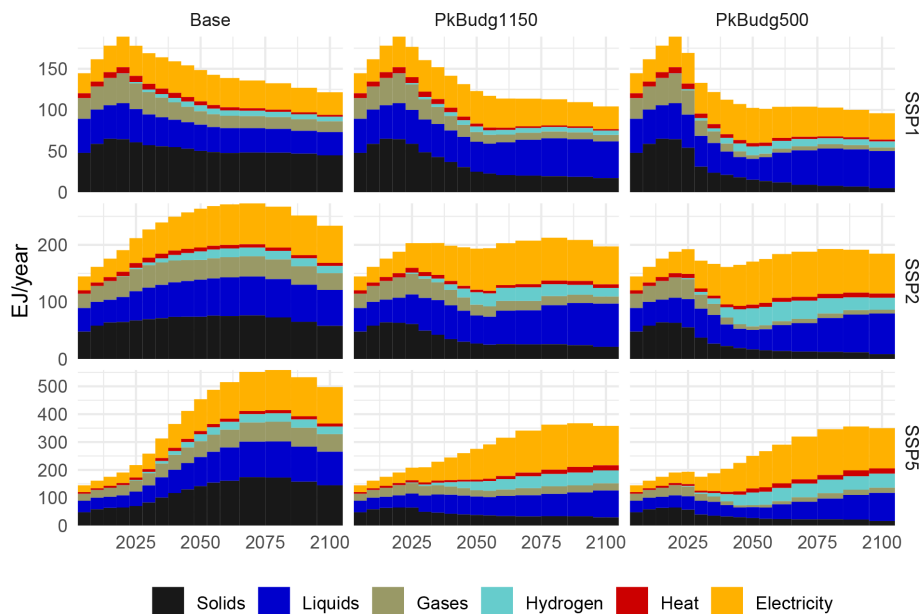 Base PkBudg1150 PkBudg500
EJ/year
150
100
50
0
SSP1
200
100
0
SSP2
500
400
300
200
100
0
SSP5
2025 2050 2075 2100 2025 2050 2075 2100 2025 2050 2075 2100
Solids Liquids Gases Hydrogen Heat Electricity